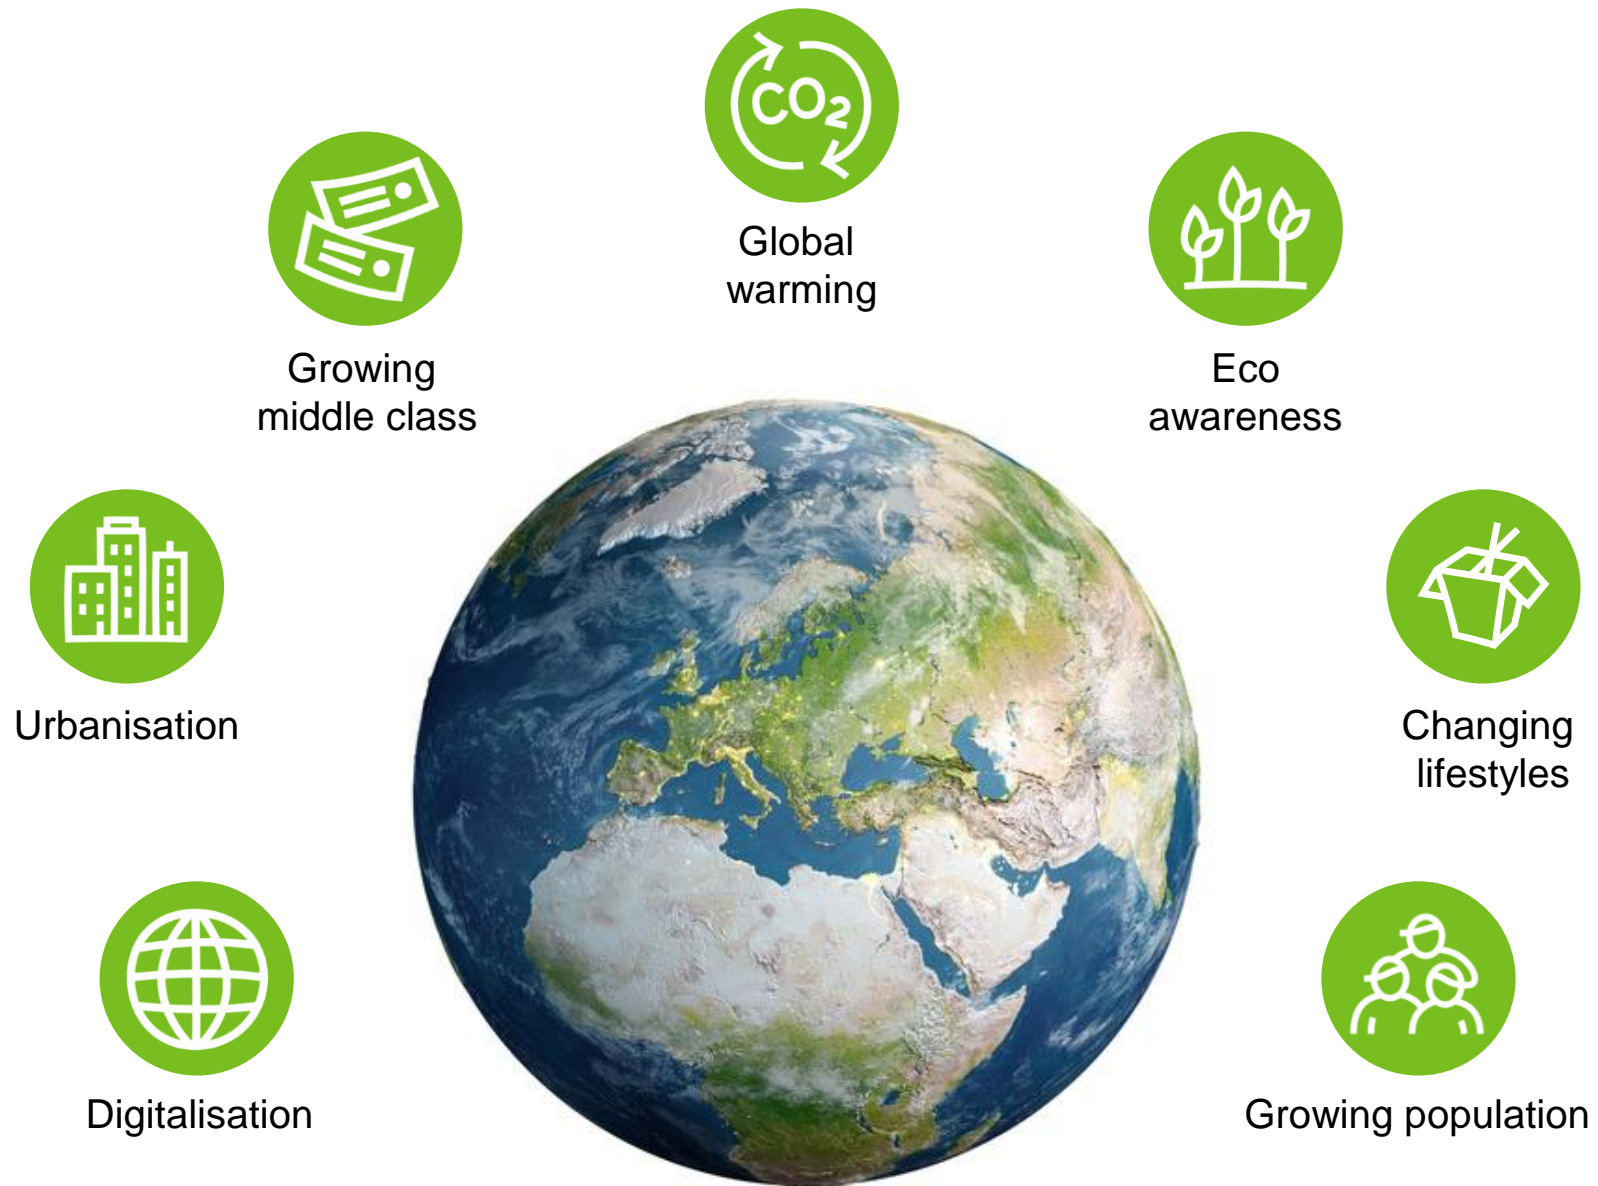 CO2
Global
warming
Growing
middle class
Eco
awareness
Urbanisation
Changing
lifestyles
Digitalisation
Growing population